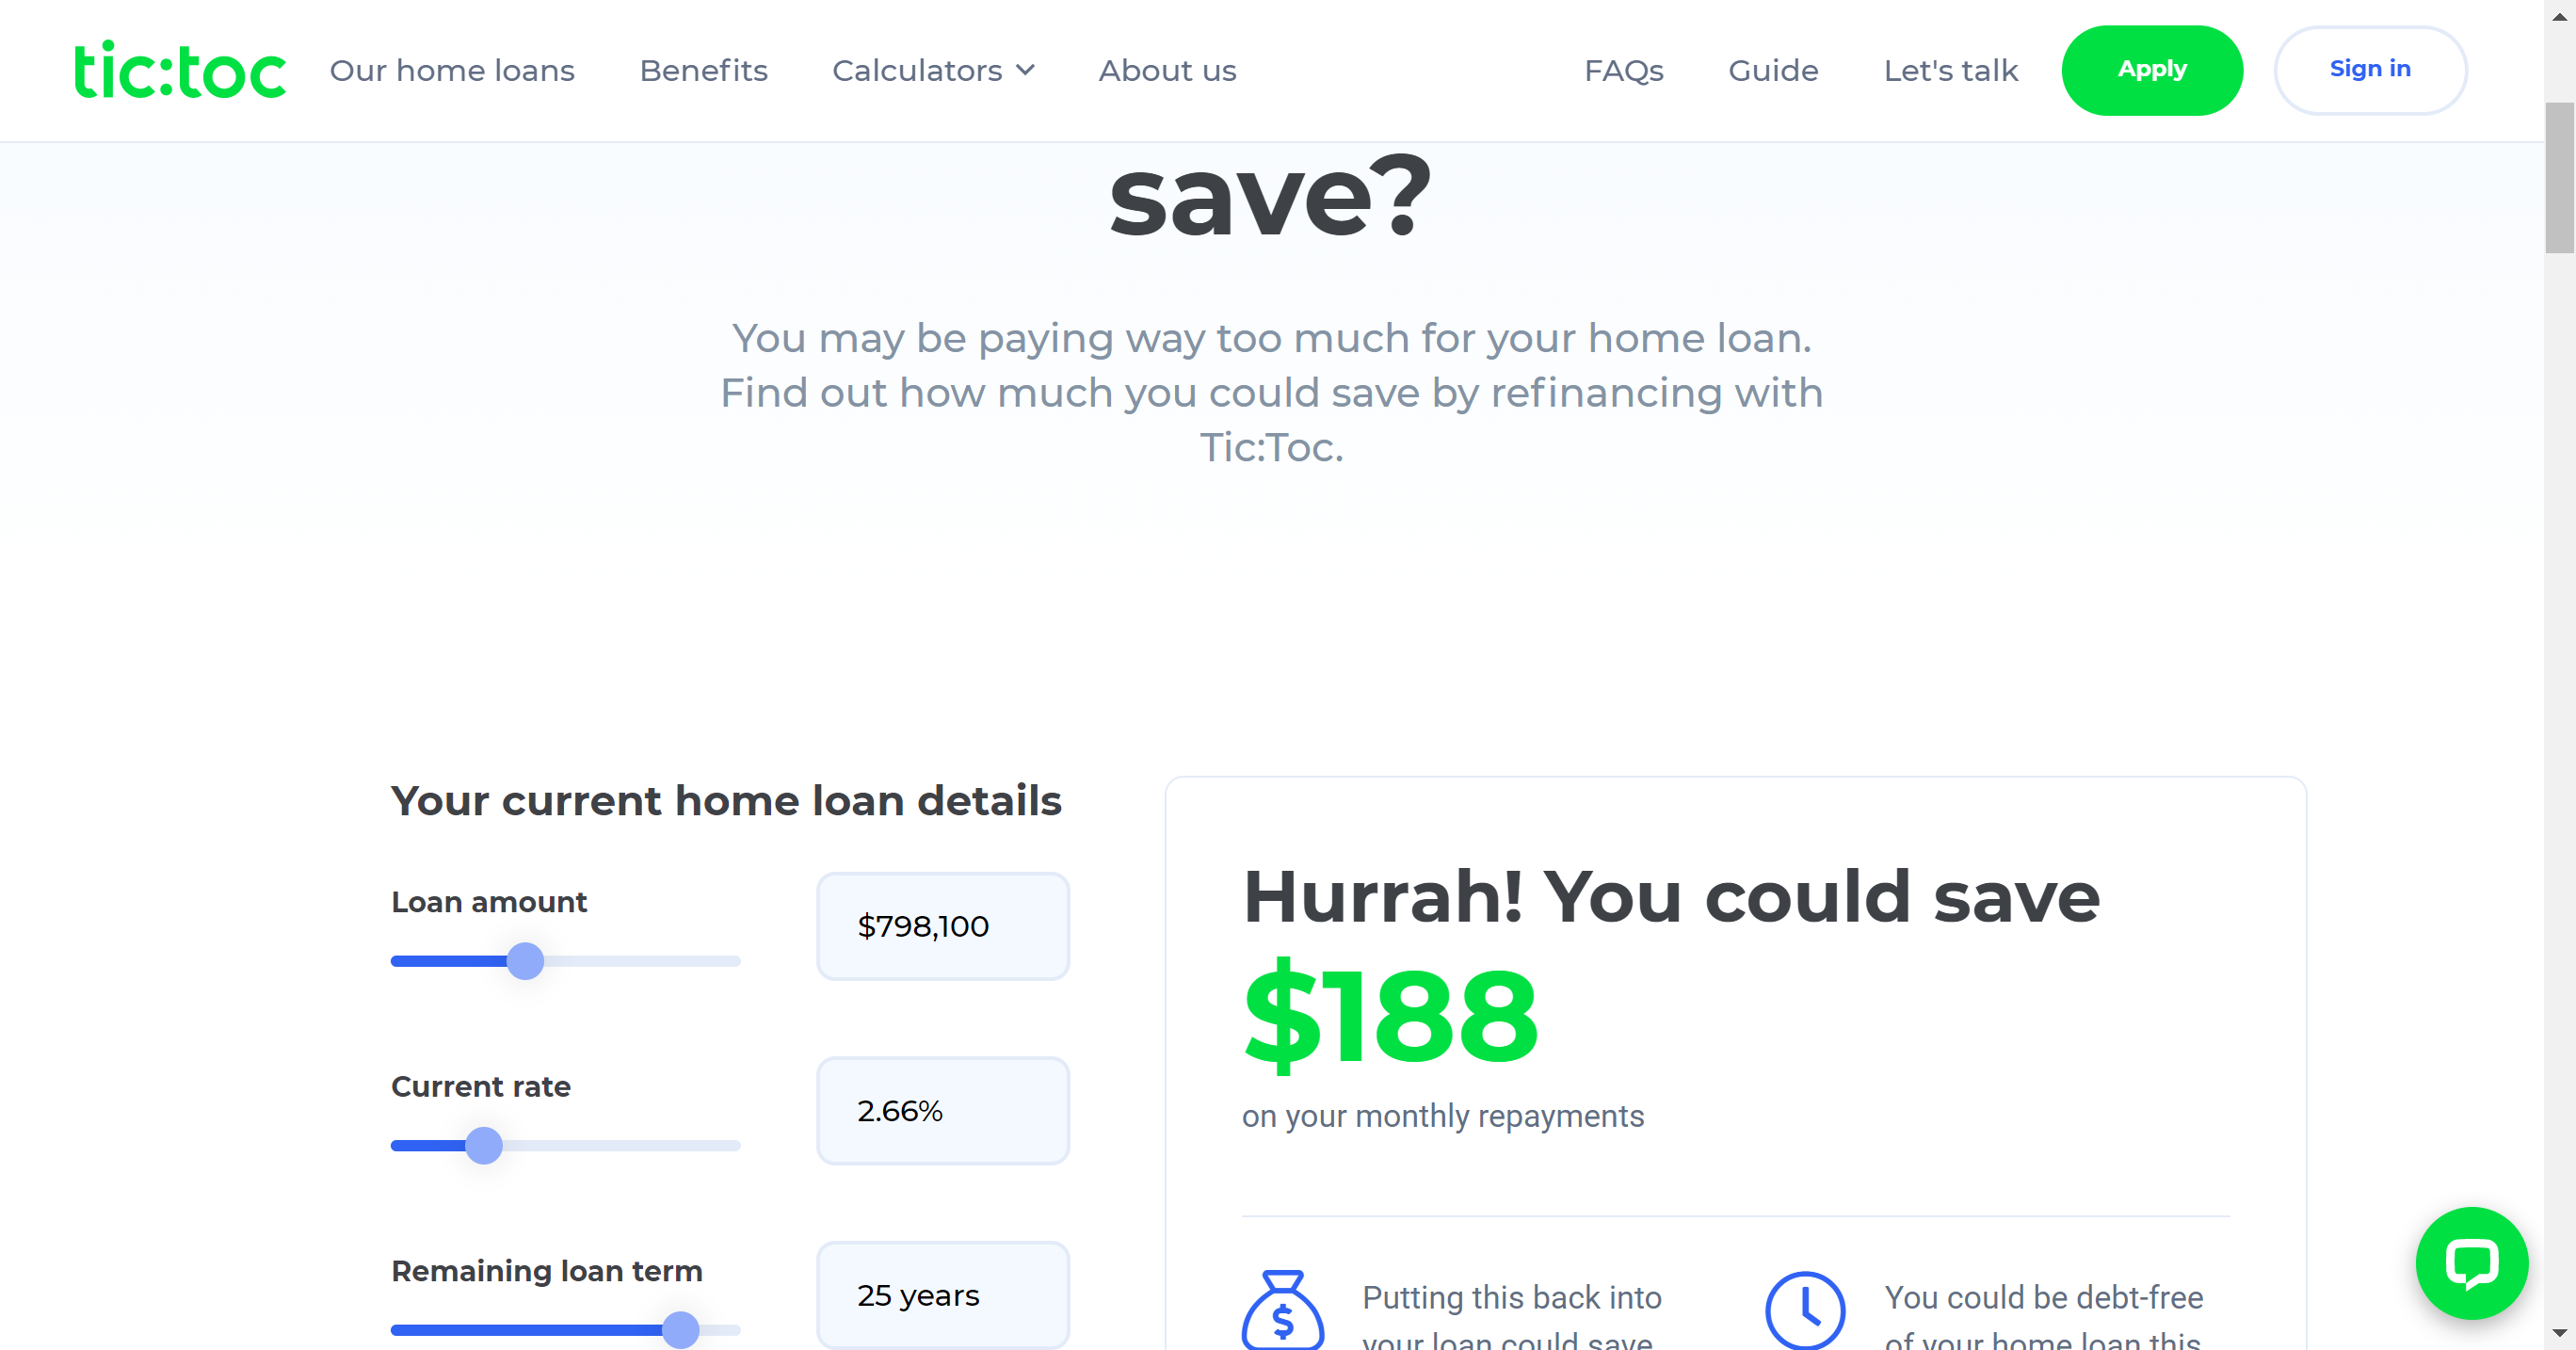 tic:toc Our home loans Benefits Calculators About us FAQs Guide Let's talk Apply Sign in
save?
You may be paying way too much for your home loan.
Find out how much you could save by refinancing with
Tic:Toc.
Your current home loan details
Loan amount
$798,100
Current rate
2.66%
Remaining loan term
25 years
Hurrah! You could save
$188
on your monthly repayments
Putting this back into
your loan could save
You could be debt-free
of your home loan this